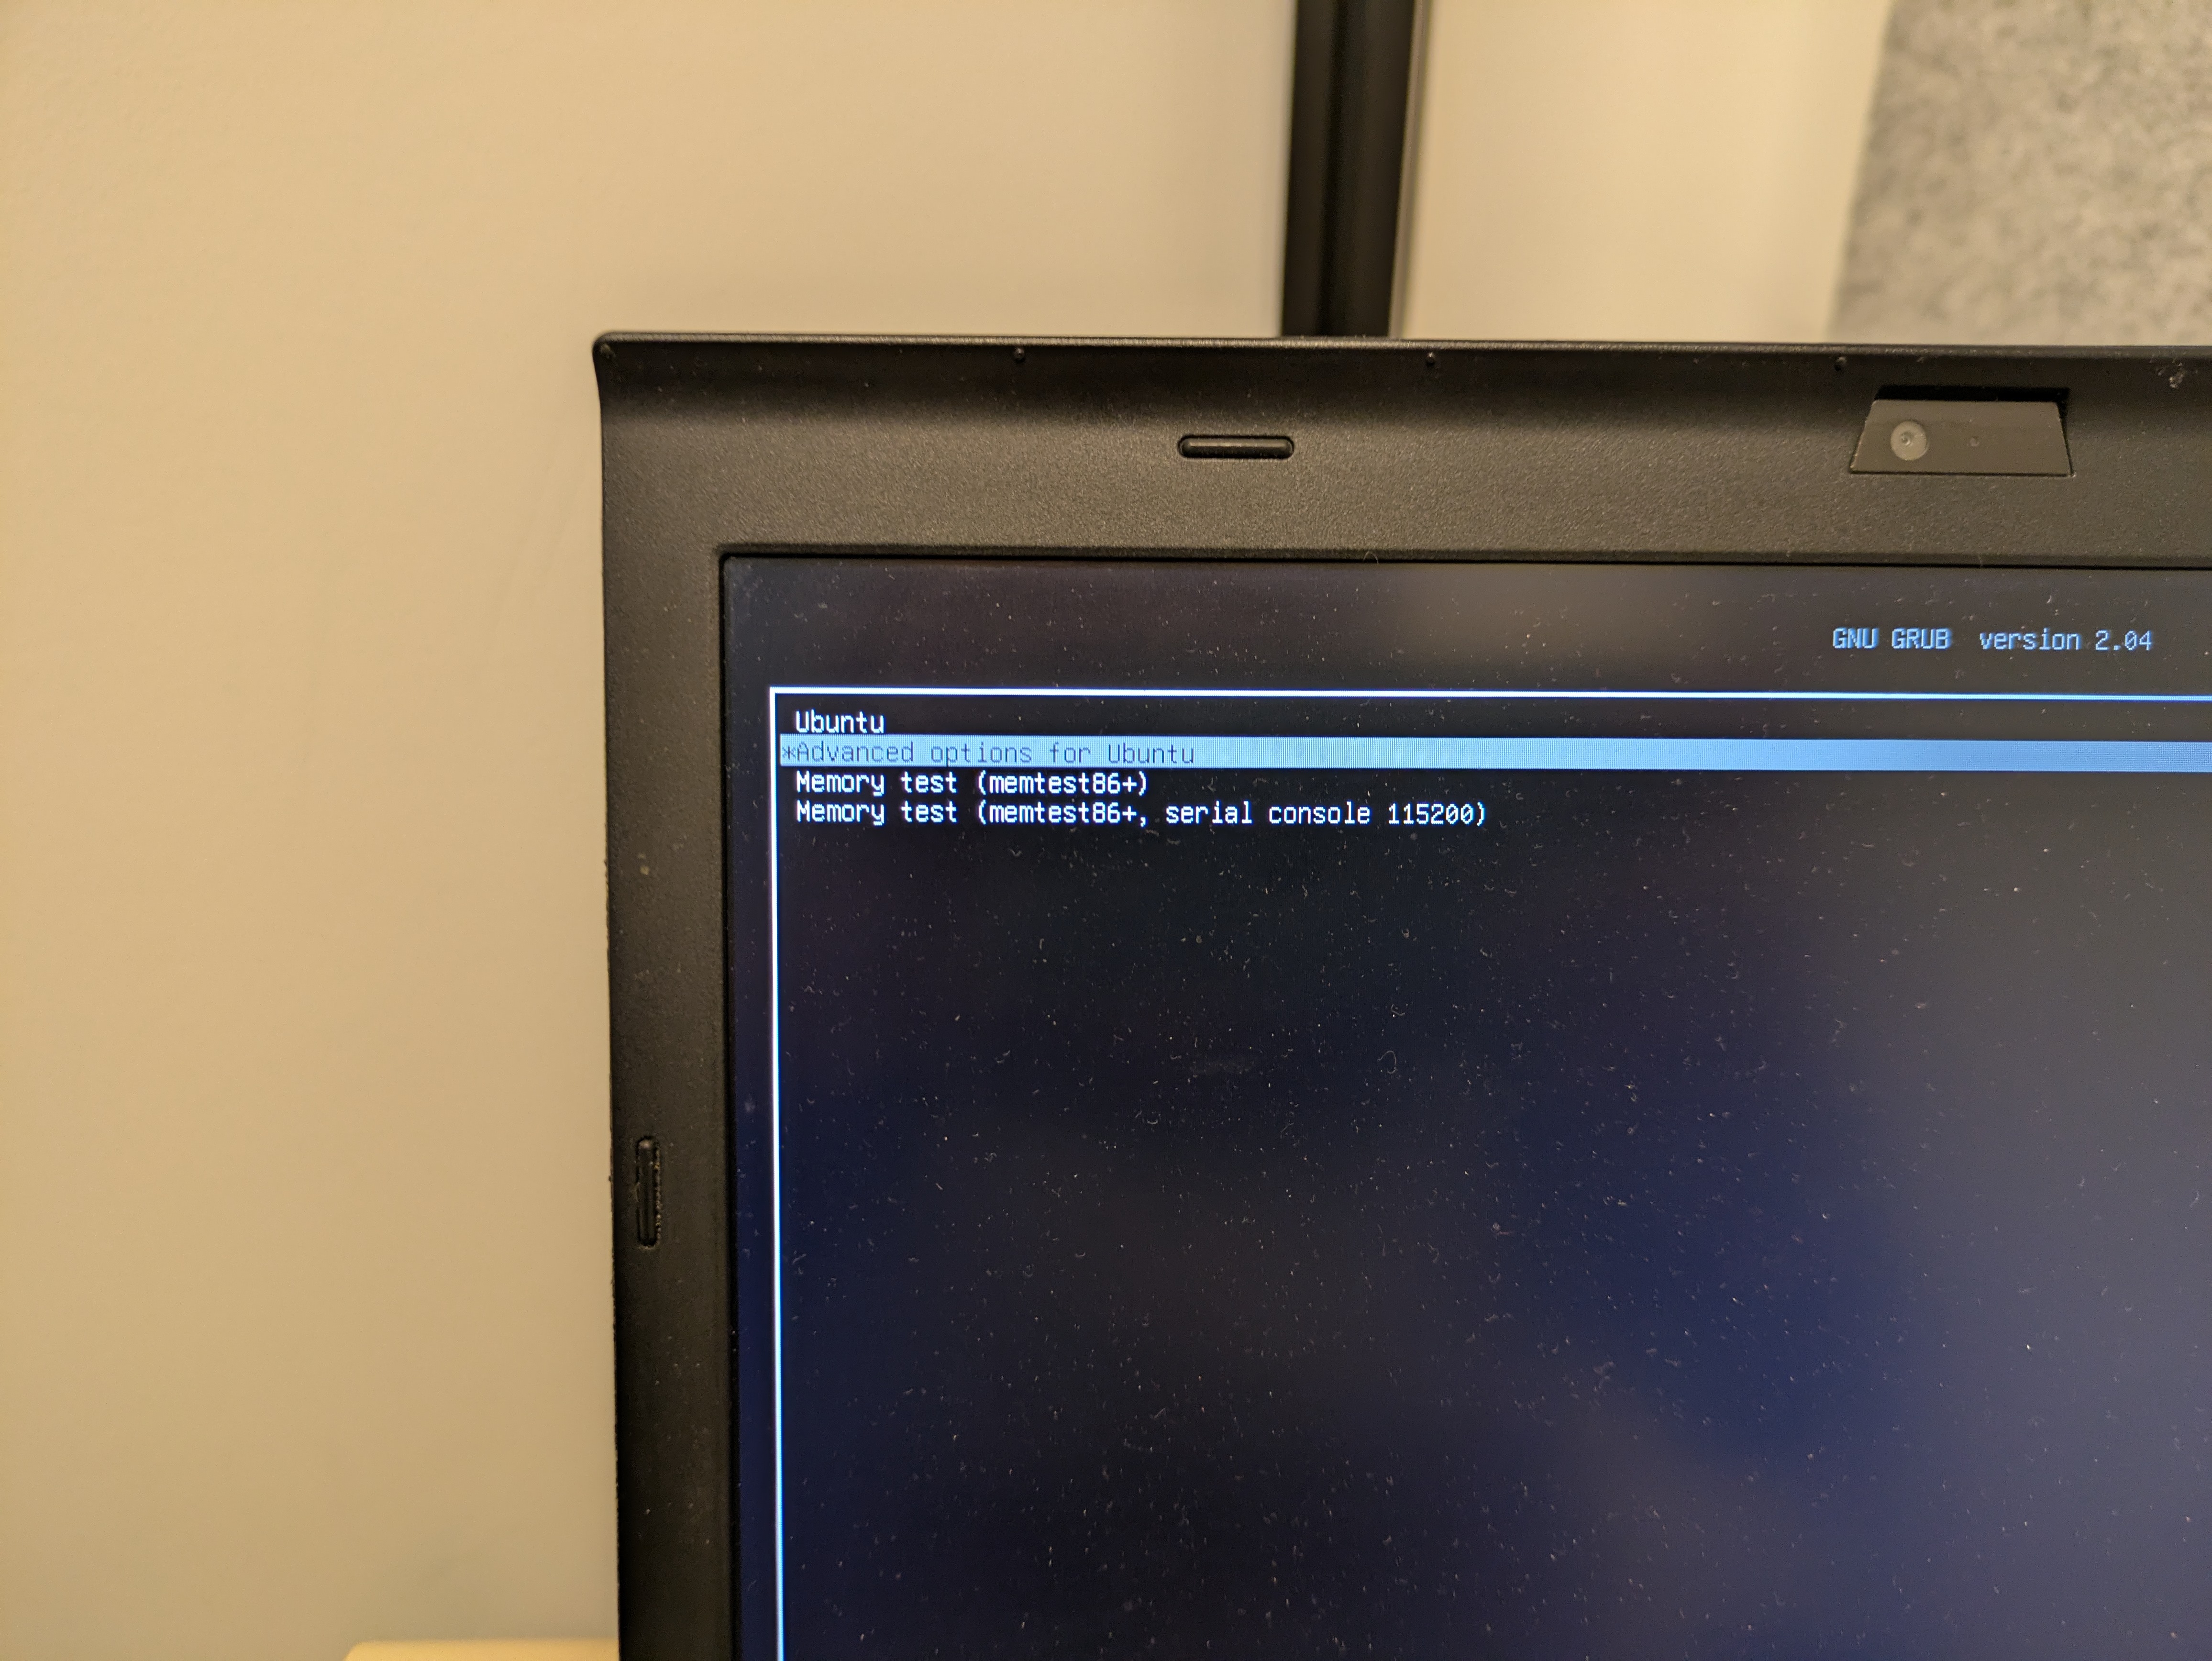 GNU GRUB  version 2.04
Ubuntu
*Advanced options for Ubuntu
Memory test (memtest86+)
Memory test (memtest86+, serial console 115200)